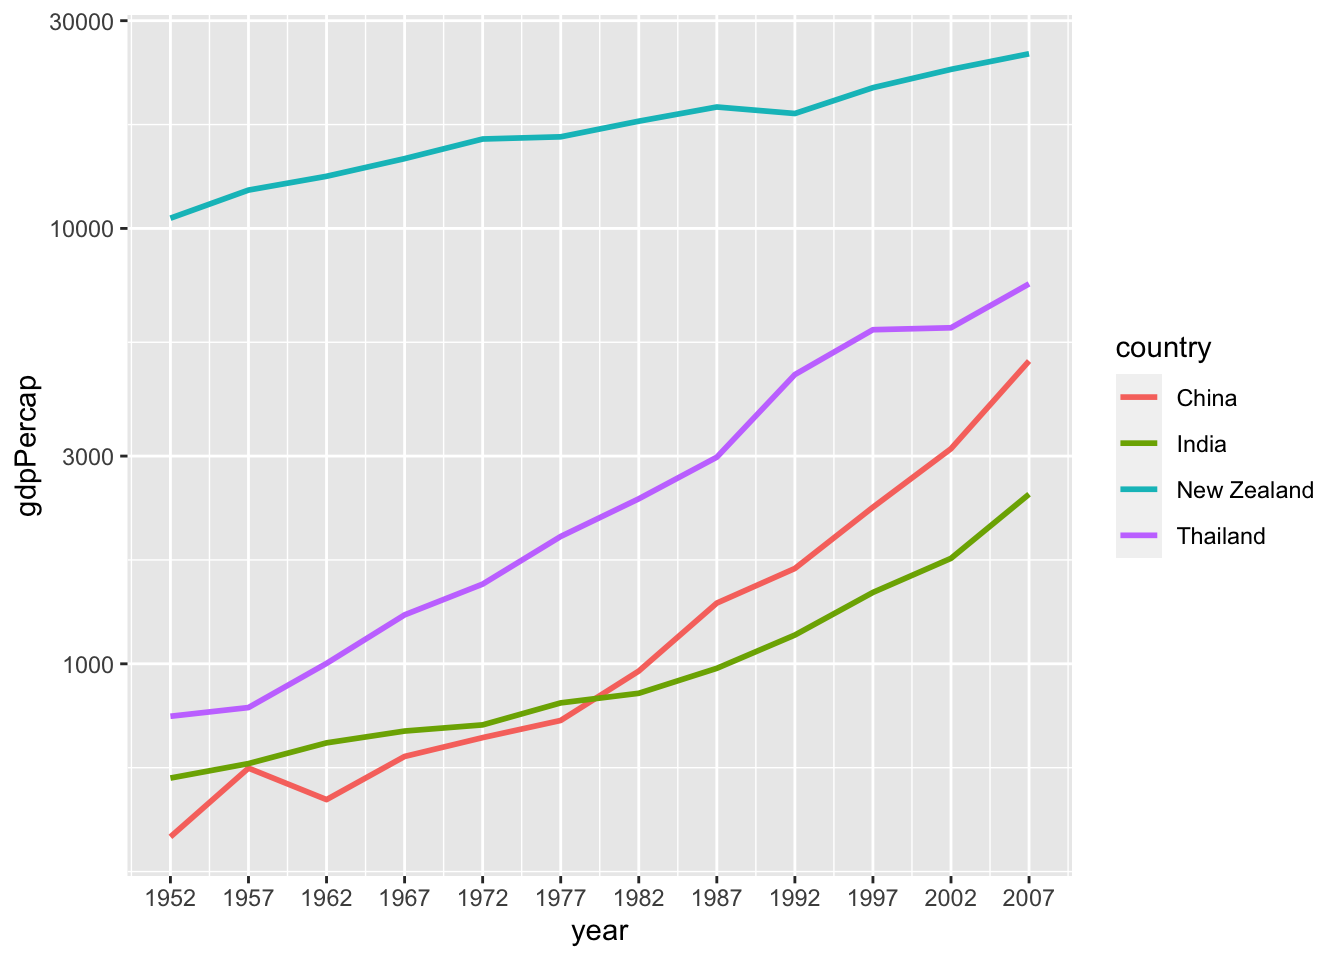 30000
10000
3000
1000
gdpPercap
1952 1957 1962 1967 1972 1977 1982 1987 1992 1997 2002 2007
year
country
China
India
New Zealand
Thailand